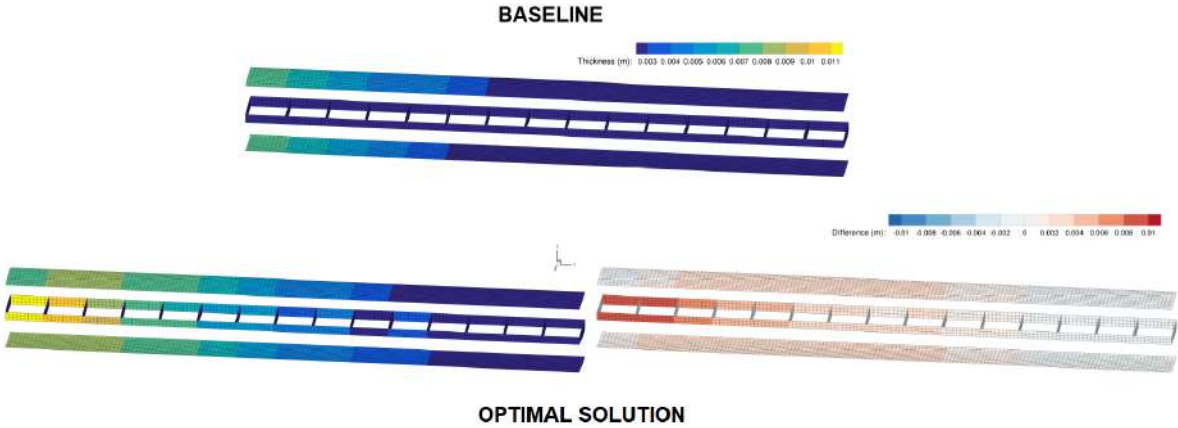 BASELINE
Thickness (m): 0.003 0.004 0.005 0.006 0.007 0.008 0.009 0.01 0.011
Difference (m): -0.01 -0.008 -0.006 -0.004 -0.002 0 0.002 0.004 0.006 0.008 0.01
OPTIMAL SOLUTION